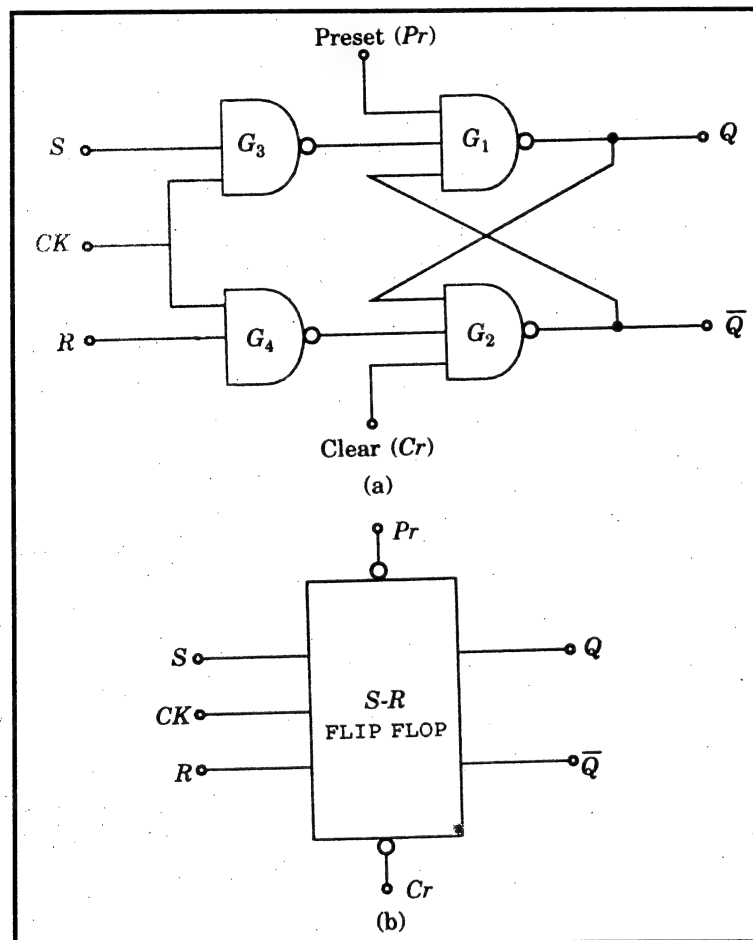 Preset (Pr)
S
G3
G1
Q
CK
R
G4
G2
Q̅
Clear (Cr)
(a)
Pr
S
Q
CK
S-R
FLIP FLOP
R
Q̅
Cr
(b)